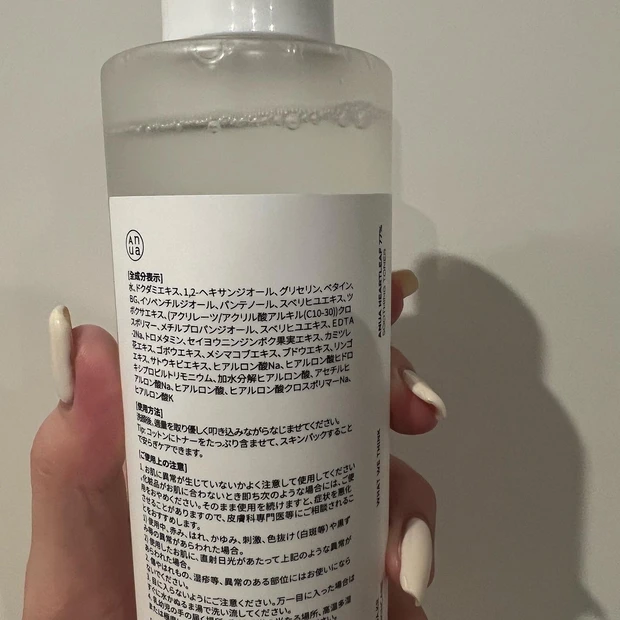 Anua
[全成分表示]
水、ドクダミエキス、1,2-ヘキサンジオール、グリセリン、ベタイン、
BG、イソペンチルジオール、パンテノール、スベリヒユエキス、ツ
ボクサエキス、(アクリレーツ/アクリル酸アルキル(C10-30))クロ
スポリマー、メチルプロパンジオール、スベリヒユエキス、EDTA
-2Na、トロメタミン、セイヨウニンジンボク果実エキス、カミツレ
花エキス、ゴボウエキス、メシマコブエキス、ブドウエキス、リンゴ
エキス、サトウキビエキス、ヒアルロン酸Na、ヒアルロン酸ヒドロ
キシプロピルトリモニウム、加水分解ヒアルロン酸、アセチルヒ
アルロン酸Na、ヒアルロン酸、ヒアルロン酸クロスポリマーNa、
ヒアルロン酸K
[使用方法]
洗顔後、適量を取り優しく叩き込みながらなじませてください。
Tip:コットンにトナーをたっぷり含ませて、スキンパックすること
で安らぎケアできます。
[ご使用上の注意]
1. お肌に異常が生じていないかよく注意して使用してください
化粧品がお肌に合わないとき即ち次のような場合には、ご使
用をおやめください。そのまま使用を続けますと、症状を悪化
させることがありますので、皮膚科専門医等にご相談されるこ
とをおすすめします。
1) 使用中、赤み、はれ、かゆみ、刺激、色抜け(白斑等)や黒ず
み等の異常があらわれた場合。
2) 使用したお肌に、直射日光があたって上記のような異常が
あらわれた場合。
傷やはれもの、湿疹等、異常のある部位にはお使いになら
ないでください。
3. 目に入らないようにご注意ください。万一目に入った場合は
すぐに水かぬるま湯で洗い流してください。
4. 乳幼児の手の届く場所、高温多湿
ANUA HEARTLEAF 77%
SOOTHING TONER
WHAT WE THINK